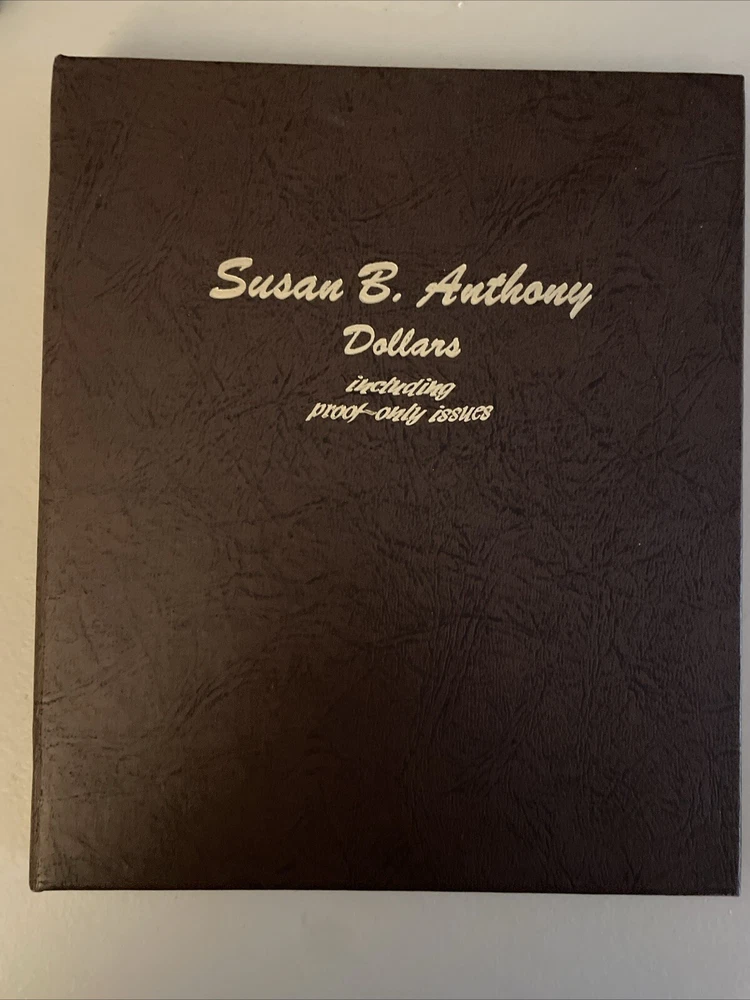 Susan B. Anthony
Dollars
including
proof-only issues